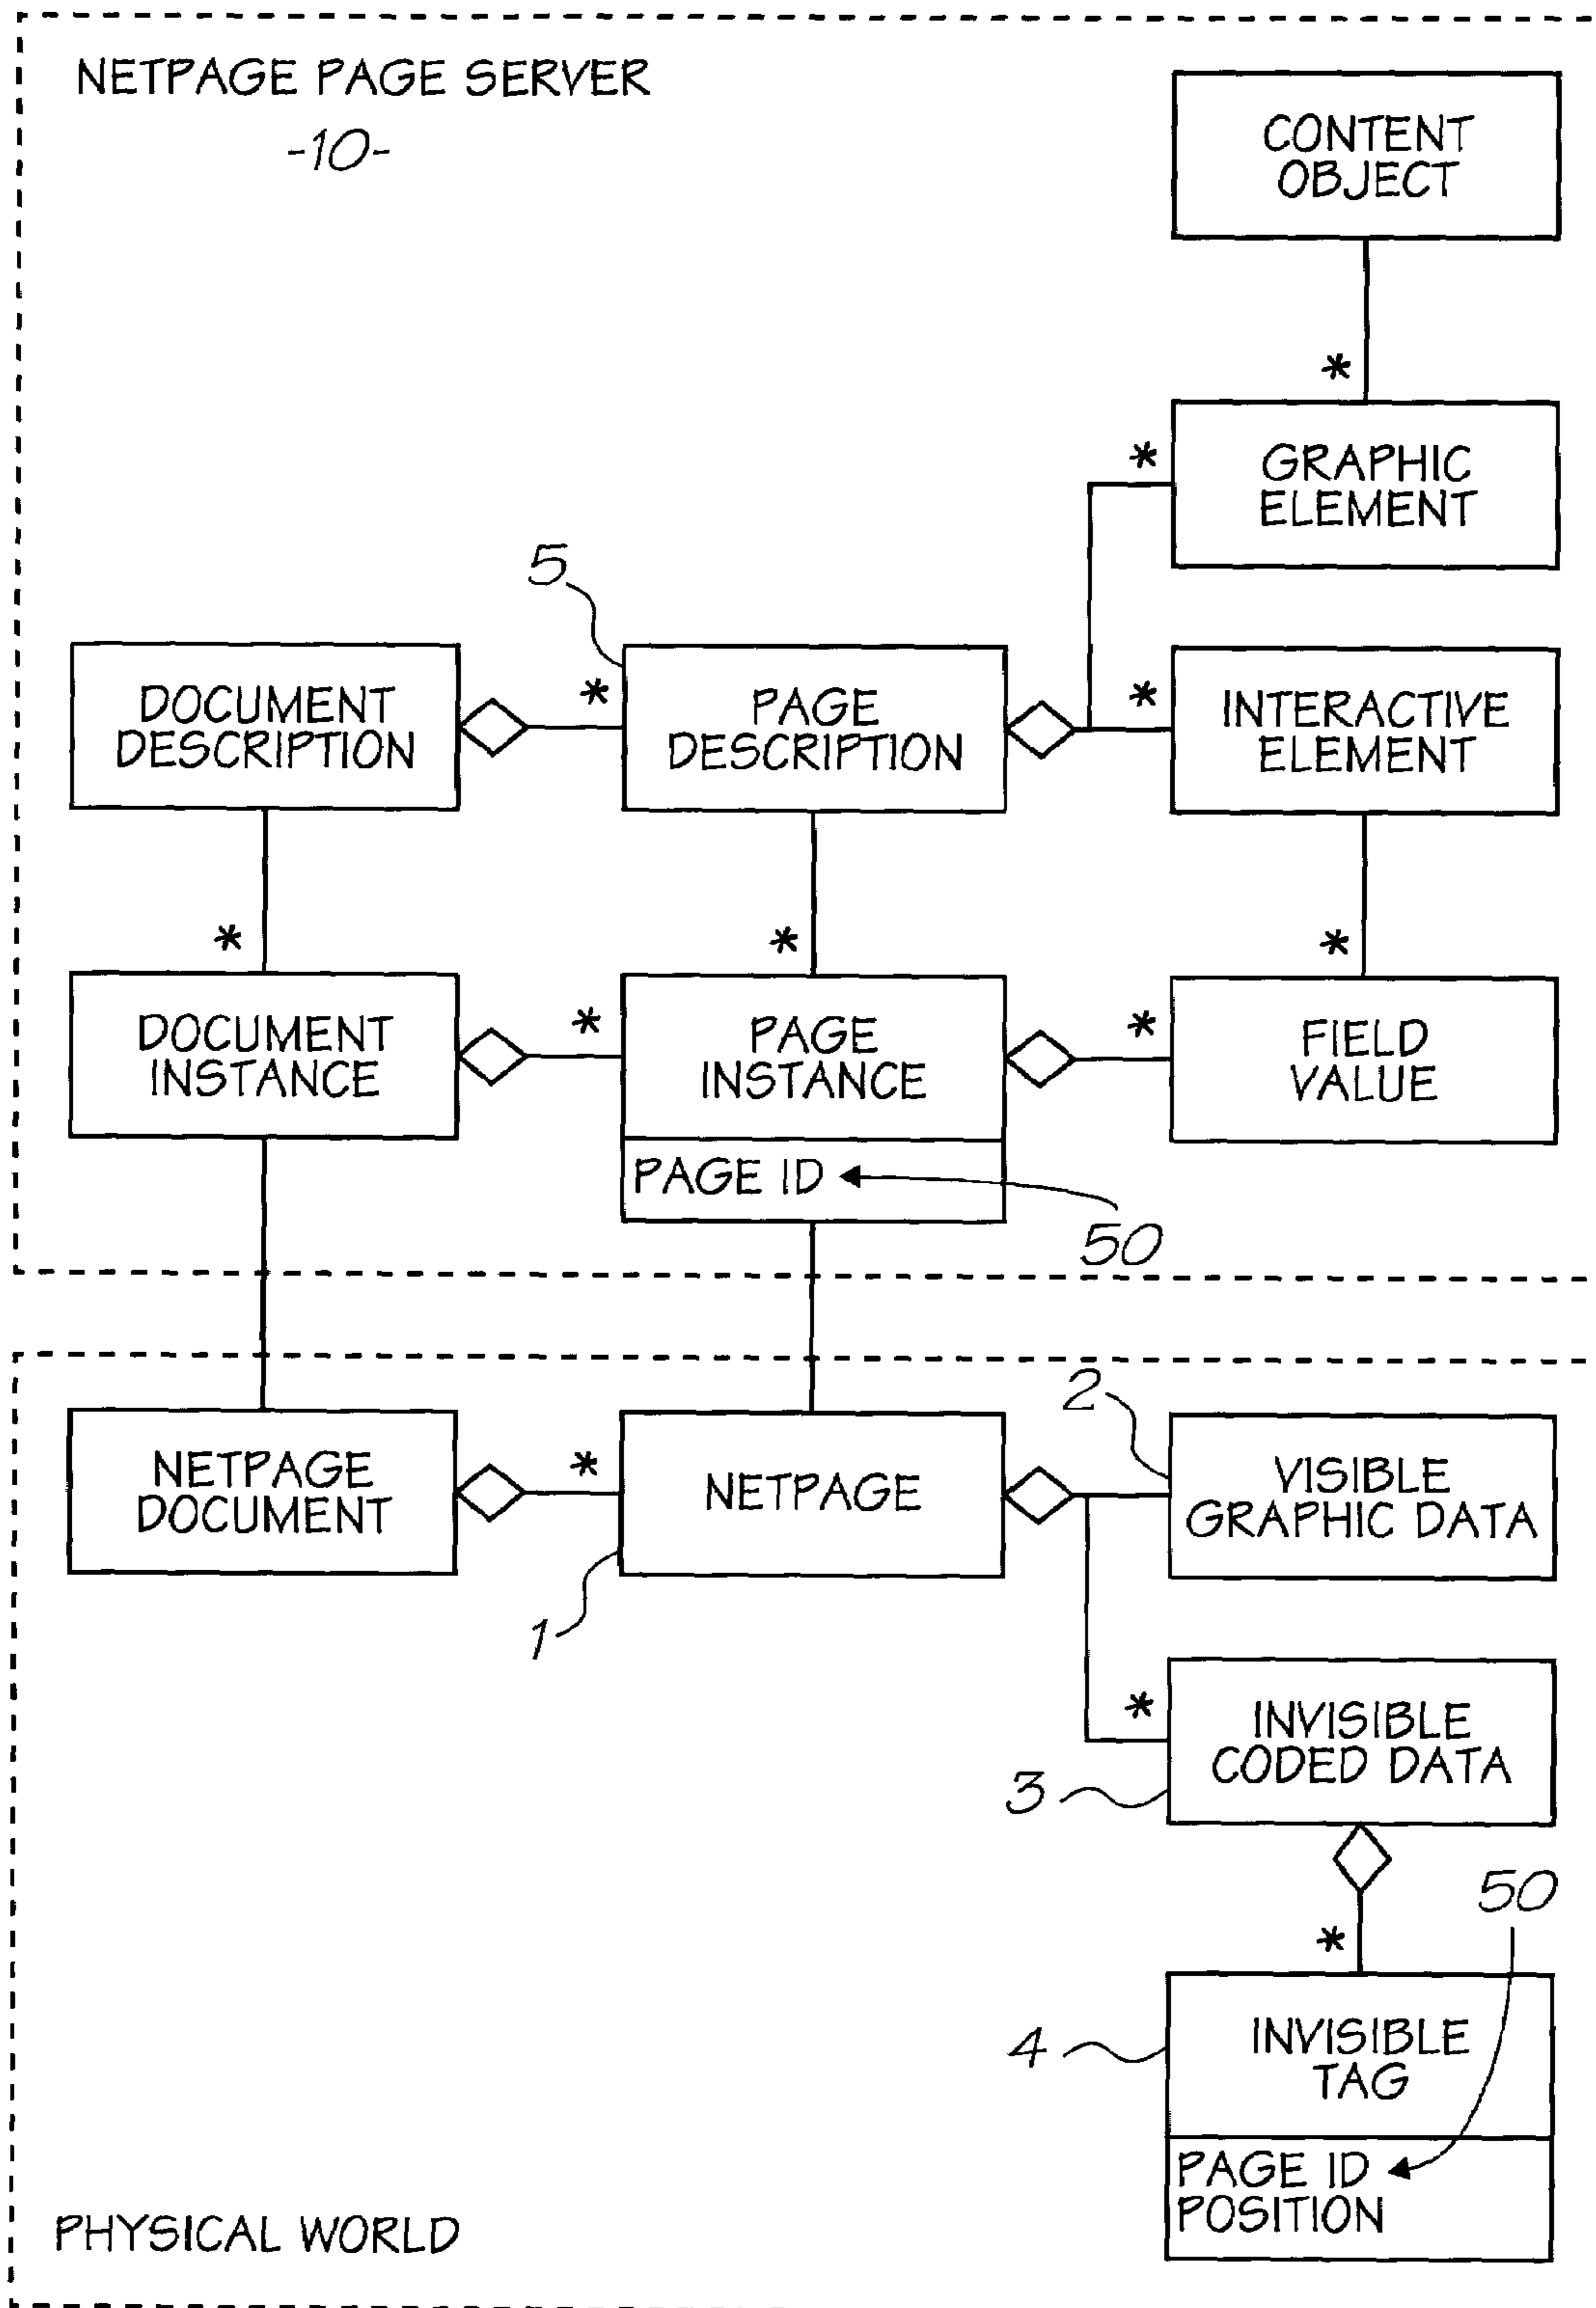 NETPAGE PAGE SERVER
-10-
CONTENT
OBJECT
*
*
GRAPHIC
ELEMENT
5
DOCUMENT
DESCRIPTION
*
PAGE
DESCRIPTION
*
INTERACTIVE
ELEMENT
*
*
*
DOCUMENT
INSTANCE
*
PAGE
INSTANCE
*
FIELD
VALUE
PAGE ID
50
2
NETPAGE
DOCUMENT
*
NETPAGE
VISIBLE
GRAPHIC DATA
1
*
INVISIBLE
CODED DATA
3
50
*
4
INVISIBLE
TAG
PAGE ID
POSITION
PHYSICAL WORLD